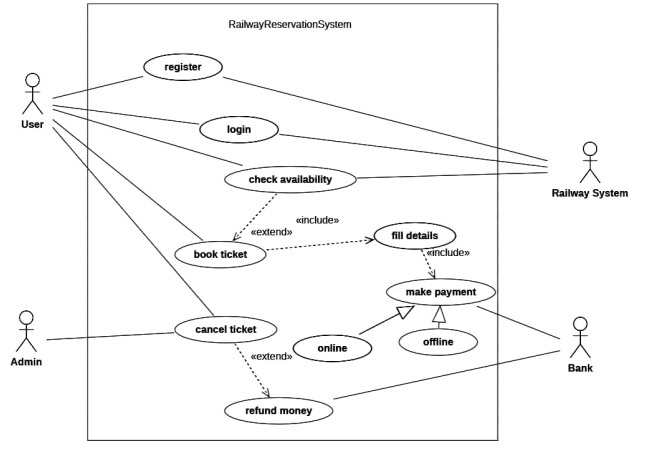 RailwayReservationSystem
register
User
login
check availability
Railway System
«include»
«extend»
fill details
book ticket
«include»
make payment
cancel ticket
online
offline
Admin
«extend»
Bank
refund money